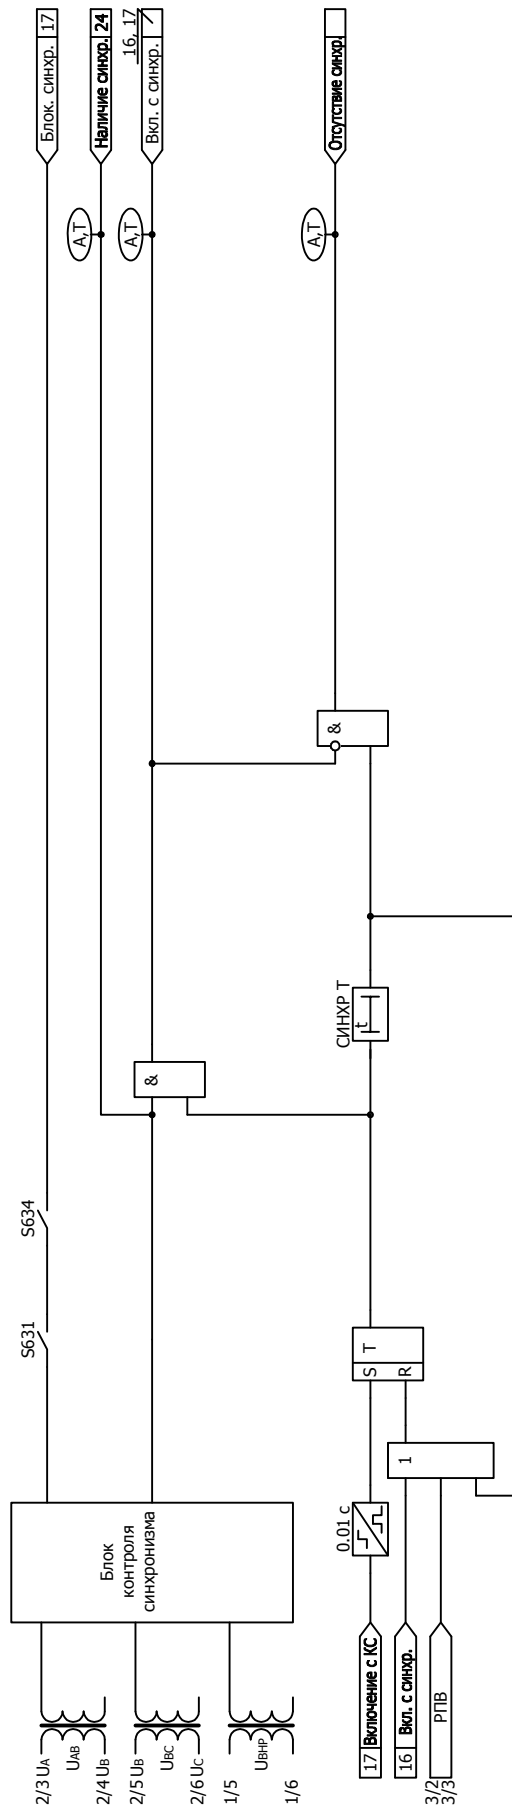 Блок. синхр. 17
Наличие синхр. 24
Вкл. с синхр.
16, 17
Отсутствие синхр.
А,Т
А,Т
А,Т
&
&
СИНХР Т
t
S634
S631
Т
S
R
1
0.01 с
Блок
контроля
синхронизма
2/3 UA
UAB
2/4 UB
2/5 UB
UBC
2/6 UC
1/5
UВНР
1/6
17 Включение с КС
16 Вкл. с синхр.
РПВ
3/2
3/3